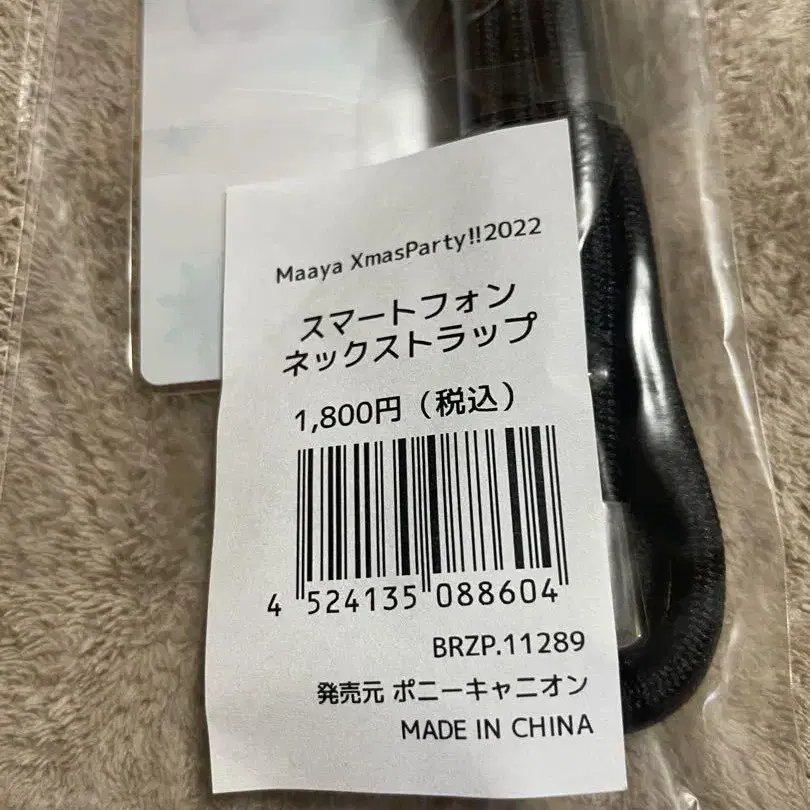 Maaya XmasParty!!2022
スマートフォン
ネックストラップ
1,800円（税込）
4 524135 088604
BRZP.11289
発売元 ポニーキャニオン
MADE IN CHINA